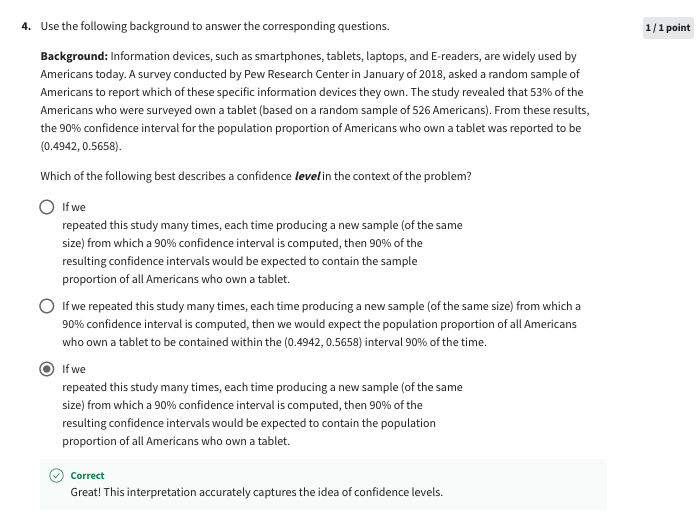 4. Use the following background to answer the corresponding questions.
1 / 1 point
Background: Information devices, such as smartphones, tablets, laptops, and E-readers, are widely used by
Americans today. A survey conducted by Pew Research Center in January of 2018, asked a random sample of
Americans to report which of these specific information devices they own. The study revealed that 53% of the
Americans who were surveyed own a tablet (based on a random sample of 526 Americans). From these results,
the 90% confidence interval for the population proportion of Americans who own a tablet was reported to be
(0.4942, 0.5658).
Which of the following best describes a confidence level in the context of the problem?
If we
repeated this study many times, each time producing a new sample (of the same
size) from which a 90% confidence interval is computed, then 90% of the
resulting confidence intervals would be expected to contain the sample
proportion of all Americans who own a tablet.
If we repeated this study many times, each time producing a new sample (of the same size) from which a
90% confidence interval is computed, then we would expect the population proportion of all Americans
who own a tablet to be contained within the (0.4942, 0.5658) interval 90% of the time.
If we
repeated this study many times, each time producing a new sample (of the same
size) from which a 90% confidence interval is computed, then 90% of the
resulting confidence intervals would be expected to contain the population
proportion of all Americans who own a tablet.
Correct
Great! This interpretation accurately captures the idea of confidence levels.